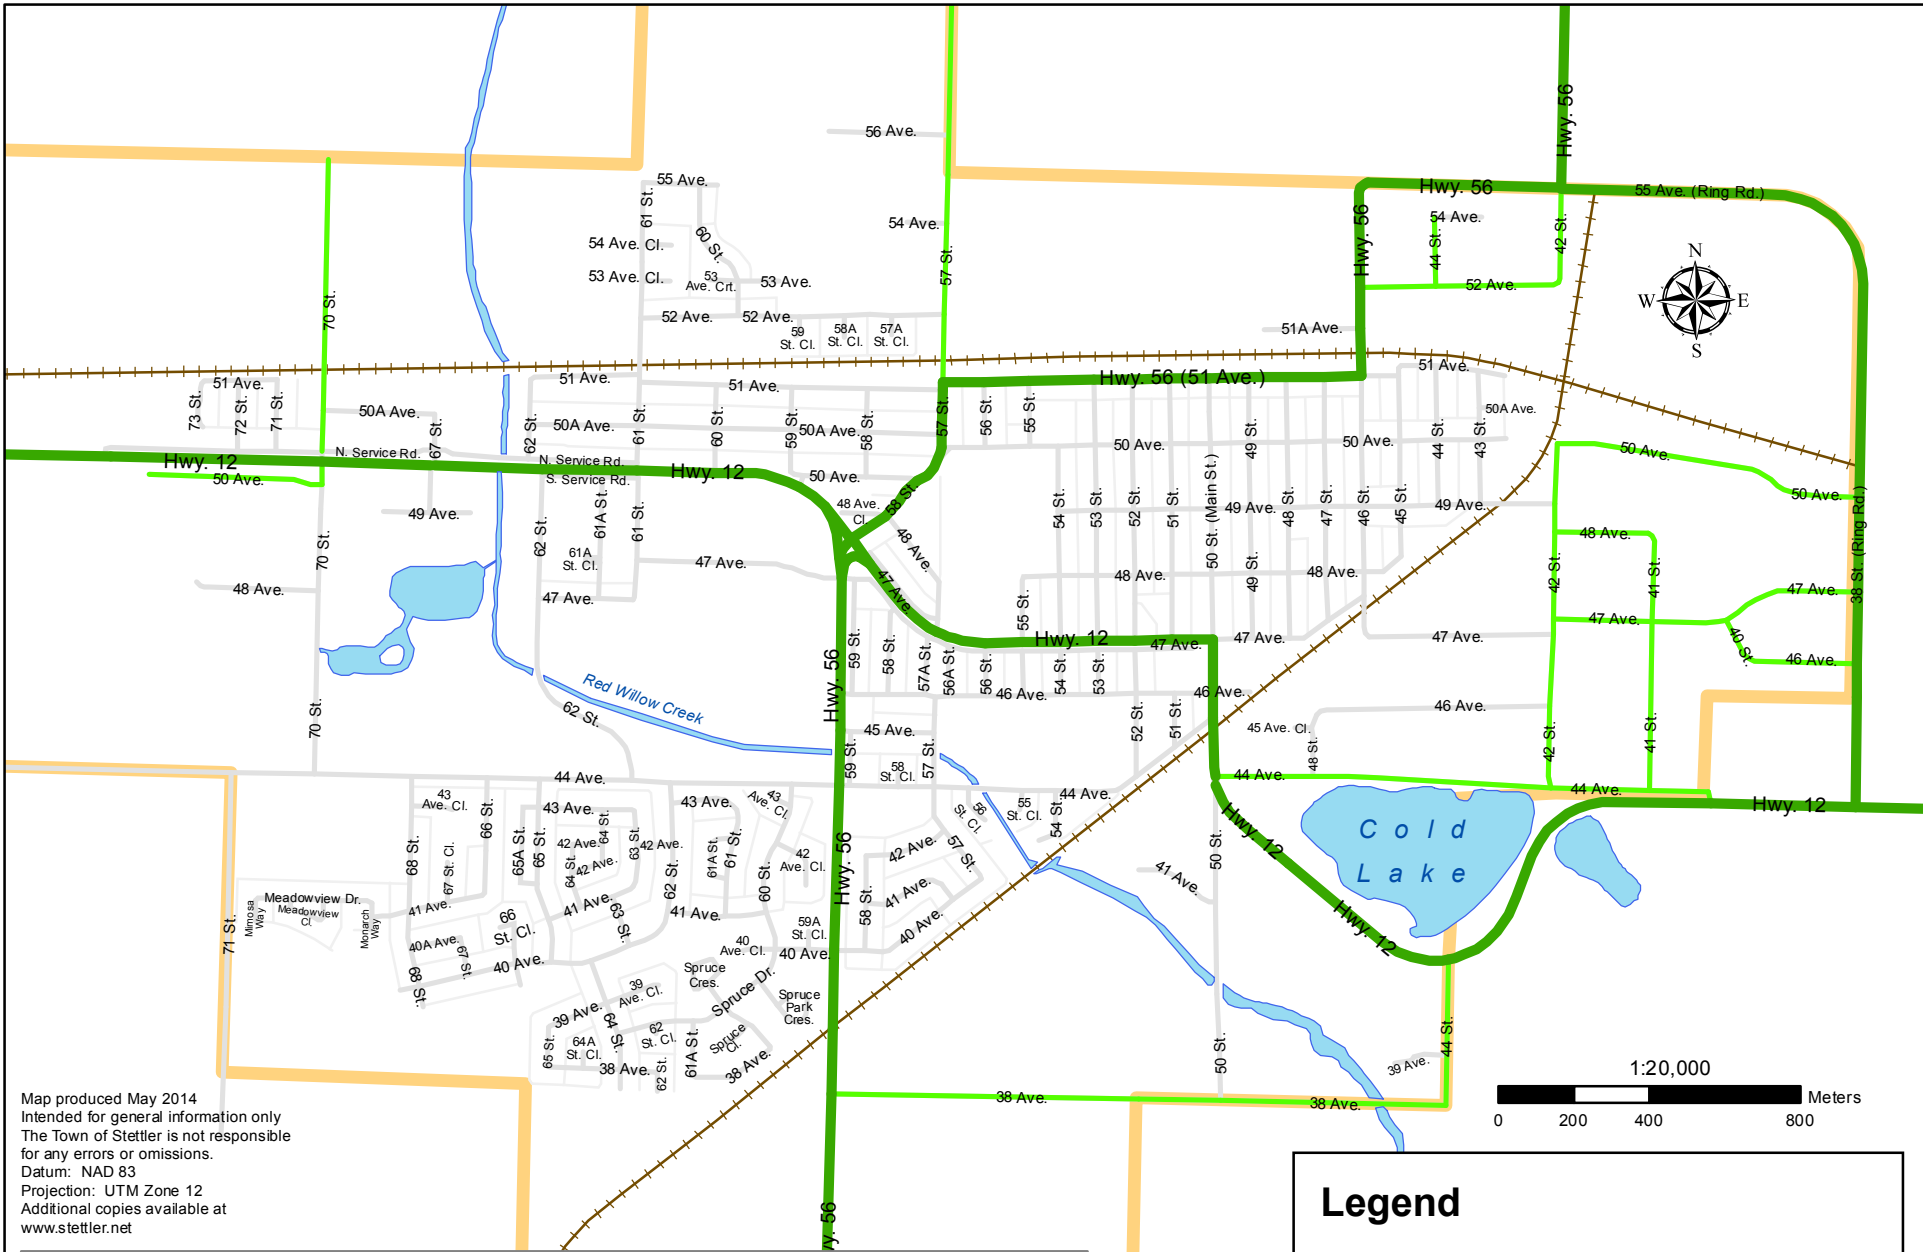 56 Ave.
Hwy. 56
55 Ave.
61 St.
Hwy. 56
55 Ave. (Ring Rd.)
54 Ave.
60 St.
54 Ave.
44 St.
42 St.
Hwy. 56
54 Ave. Cl.
57 St.
N
W
E
S
53 Ave. Cl.
53
Ave. Crt.
53 Ave.
52 Ave.
70 St.
52 Ave.
52 Ave.
59
St. Cl.
58A
St. Cl.
57A
St. Cl.
51A Ave.
51 Ave.
51 Ave.
51 Ave.
51 Ave.
Hwy. 56 (51 Ave.)
73 St.
72 St.
71 St.
50A Ave.
67 St.
62 St.
50A Ave.
61 St.
60 St.
59 St.
50A Ave.
58 St.
57 St.
56 St.
55 St.
50 Ave.
49 St.
50 Ave.
44 St.
43 St.
50A Ave.
Hwy. 12
50 Ave.
N. Service Rd.
N. Service Rd.
S. Service Rd.
Hwy. 12
50 Ave.
50 Ave.
50 Ave.
48 Ave.
Cl.
58 St.
49 Ave.
62 St.
61A St.
61 St.
54 St.
53 St.
52 St.
51 St.
50 St. (Main St.)
49 Ave.
48 St.
47 St.
46 St.
45 St.
49 Ave.
38 St. (Ring Rd.)
70 St.
61A
St. Cl.
47 Ave.
48 Ave.
48 Ave.
49 St.
48 Ave.
42 St.
48 Ave.
41 St.
48 Ave.
47 Ave.
47 Ave.
55 St.
47 Ave.
47 Ave.
40 St.
46 Ave.
Hwy. 12
47 Ave.
47 Ave.
47 Ave.
59 St.
58 St.
57A St.
56A St.
56 St.
54 St.
53 St.
46 Ave.
46 Ave.
Hwy. 56
Red Willow Creek
62 St.
70 St.
52 St.
51 St.
46 Ave.
45 Ave. Cl.
48 St.
42 St.
41 St.
45 Ave.
59 St.
58
St. Cl.
57 St.
44 Ave.
44 Ave.
44 Ave.
44 Ave.
Hwy. 12
43
Ave. Cl.
66 St.
43 Ave.
64 St.
43 Ave.
43
Ave. Cl.
56
St. Cl.
55
St. Cl.
54 St.
Hwy. 12
Cold
Lake
68 St.
67 St. Cl.
65A St.
65 St.
42 Ave.
63 St.
42 Ave.
42 Ave.
64 St.
62 St.
61A St.
61 St.
60 St.
42
Ave. Cl.
Hwy. 56
42 Ave.
57 St.
50 St.
41 Ave.
Meadowview Dr.
Meadowview
Cl.
Mimosa
Way
Monarch
Way
71 St.
41 Ave.
66
St. Cl.
41 Ave.
63 St.
41 Ave.
59A
St. Cl.
58 St.
41 Ave.
40 Ave.
Hwy. 12
40A Ave.
67 St.
68 St.
40 Ave.
40
Ave. Cl.
40 Ave.
Spruce
Cres.
Spruce Dr.
Spruce
Park
Cres.
39
Ave. Cl.
39 Ave.
64 St.
62
St. Cl.
61A St.
Spruce
Cl.
38 Ave.
65 St.
64A
St. Cl.
38 Ave.
62 St.
50 St.
44 St.
39 Ave.
38 Ave.
38 Ave.
1:20,000
Meters
0
200
400
800
Map produced May 2014
Intended for general information only
The Town of Stettler is not responsible
for any errors or omissions.
Datum: NAD 83
Projection: UTM Zone 12
Additional copies available at
www.stettler.net
wy. 56
Legend